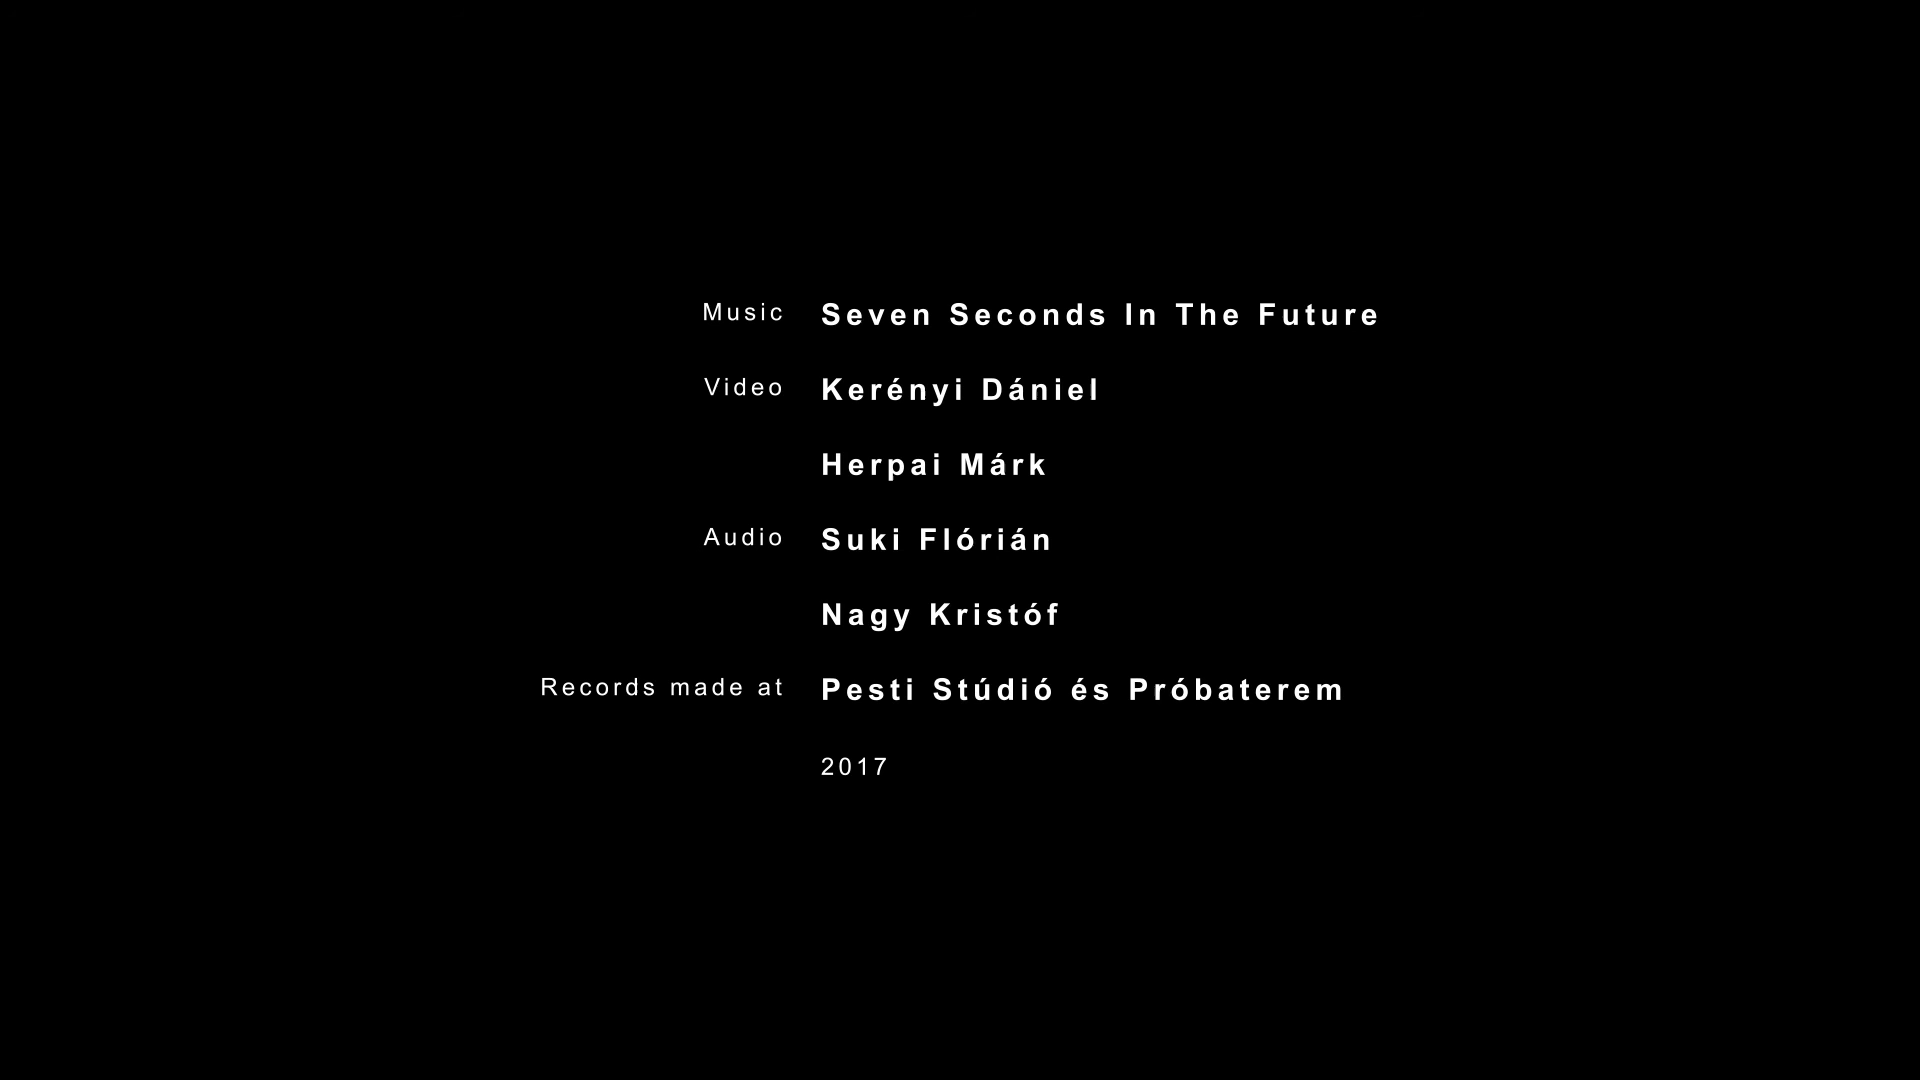 Music Seven Seconds In The Future
Video Kerényi Dániel
Herpai Márk
Audio Suki Flórián
Nagy Kristóf
Records made at Pesti Stúdió és Próbaterem
2017